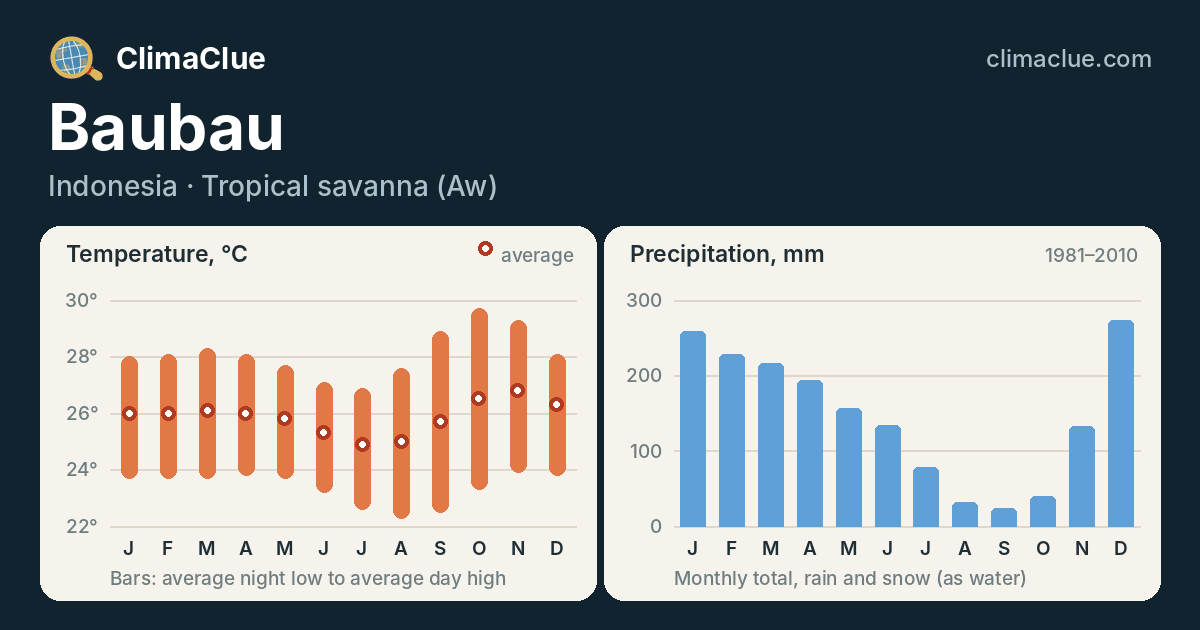 ClimaClue
climaclue.com
Baubau
Indonesia · Tropical savanna (Aw)
Temperature, °C
average
30°
28°
26°
24°
22°
J F M A M J J A S O N D
Bars: average night low to average day high
Precipitation, mm
1981–2010
300
200
100
0
J F M A M J J A S O N D
Monthly total, rain and snow (as water)